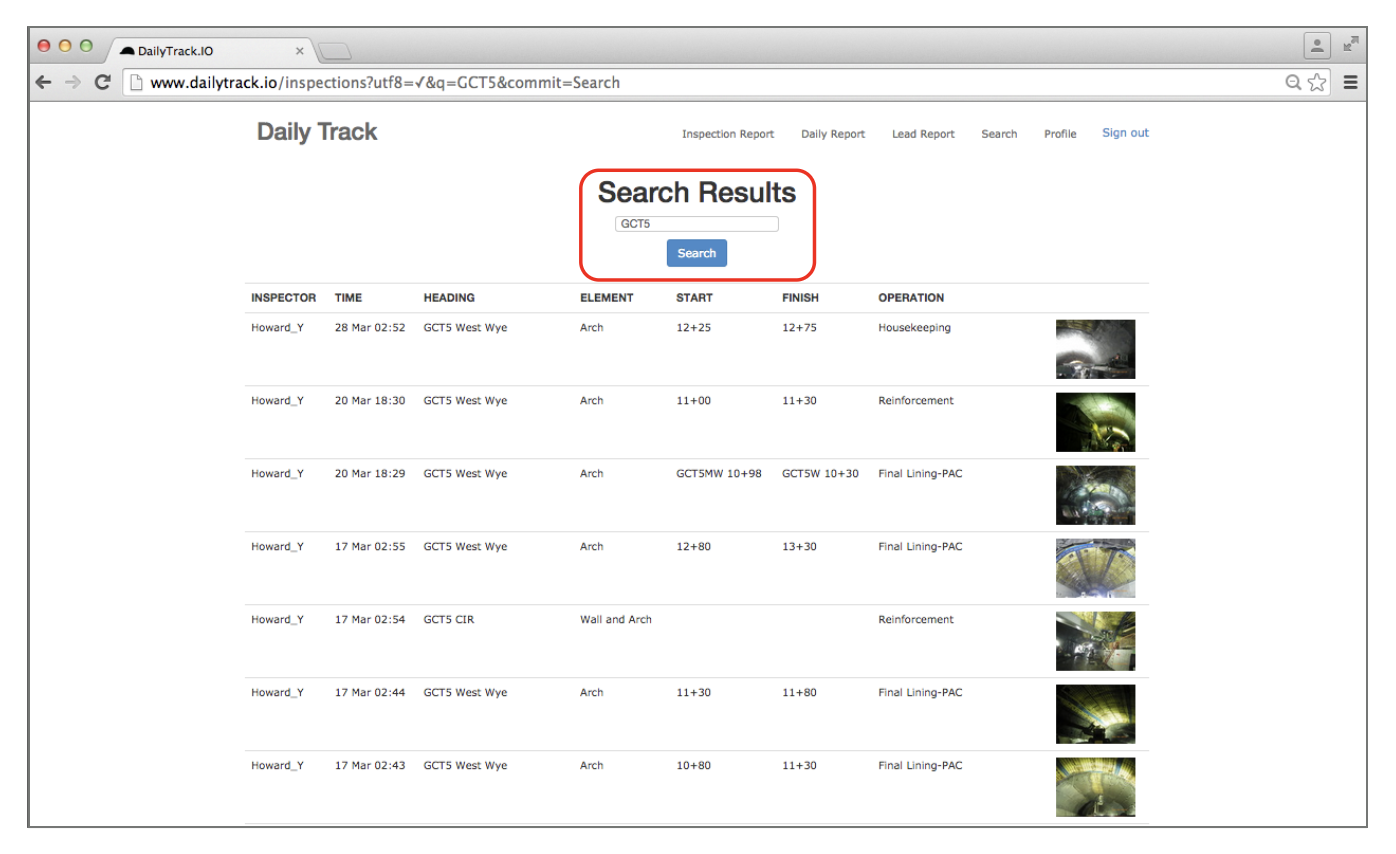 DailyTrack.IO
www.dailytrack.io/inspections?utf8=✓&q=GCT5&commit=Search
Daily Track
Inspection Report Daily Report Lead Report Search Profile Sign out
Search Results
GCT5
Search
INSPECTOR TIME HEADING ELEMENT START FINISH OPERATION
Howard_Y 28 Mar 02:52 GCT5 West Wye Arch 12+25 12+75 Housekeeping
Howard_Y 20 Mar 18:30 GCT5 West Wye Arch 11+00 11+30 Reinforcement
Howard_Y 20 Mar 18:29 GCT5 West Wye Arch GCT5MW 10+98 GCT5W 10+30 Final Lining-PAC
Howard_Y 17 Mar 02:55 GCT5 West Wye Arch 12+80 13+30 Final Lining-PAC
Howard_Y 17 Mar 02:54 GCT5 CIR Wall and Arch Reinforcement
Howard_Y 17 Mar 02:44 GCT5 West Wye Arch 11+30 11+80 Final Lining-PAC
Howard_Y 17 Mar 02:43 GCT5 West Wye Arch 10+80 11+30 Final Lining-PAC